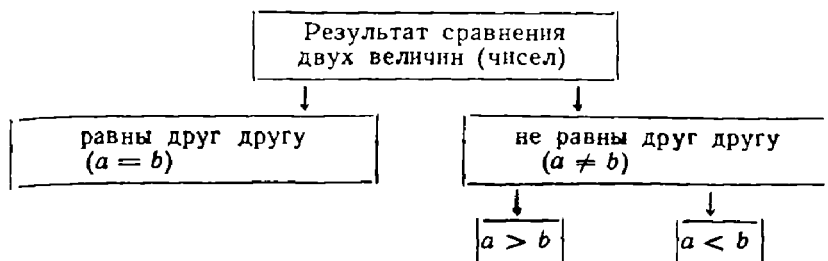 Результат сравнения
двух величин (чисел)
равны друг другу
(a = b)
не равны друг другу
(a ≠ b)
a > b
a < b